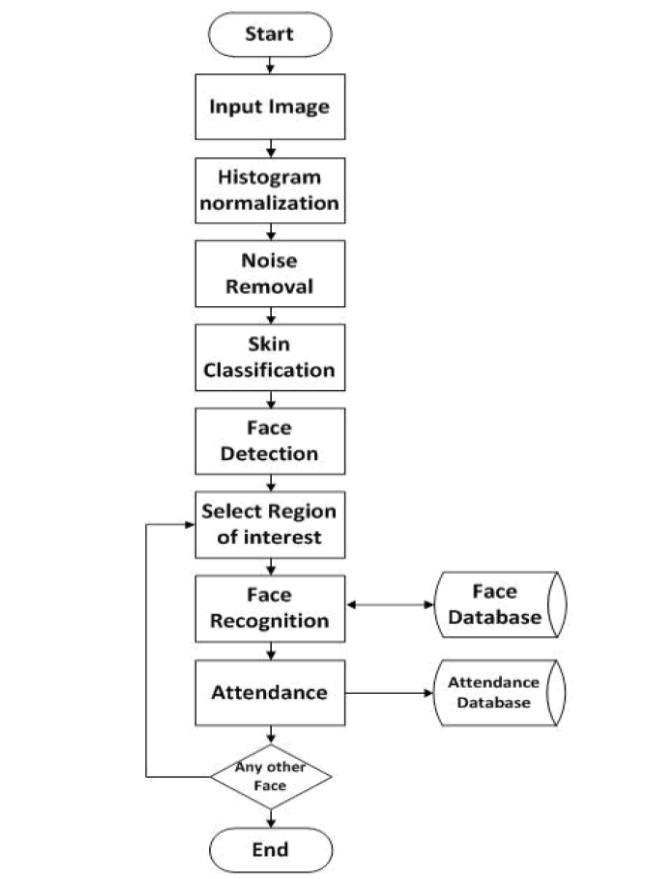 Start
Input Image
Histogram
normalization
Noise
Removal
Skin
Classification
Face
Detection
Select Region
of interest
Face
Recognition
Face
Database
Attendance
Attendance
Database
Any other
Face
End